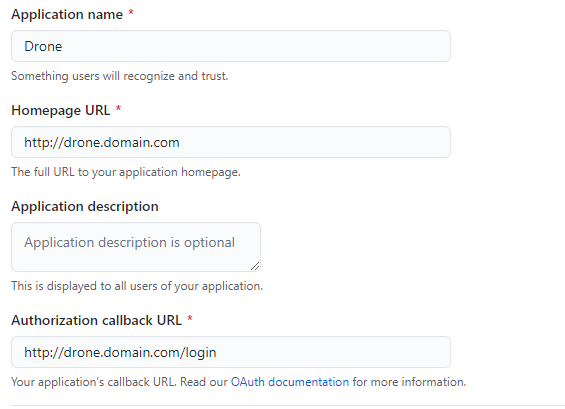 Application name *
Drone
Something users will recognize and trust.
Homepage URL *
http://drone.domain.com
The full URL to your application homepage.
Application description
Application description is optional
This is displayed to all users of your application.
Authorization callback URL *
http://drone.domain.com/login
Your application's callback URL. Read our OAuth documentation for more information.